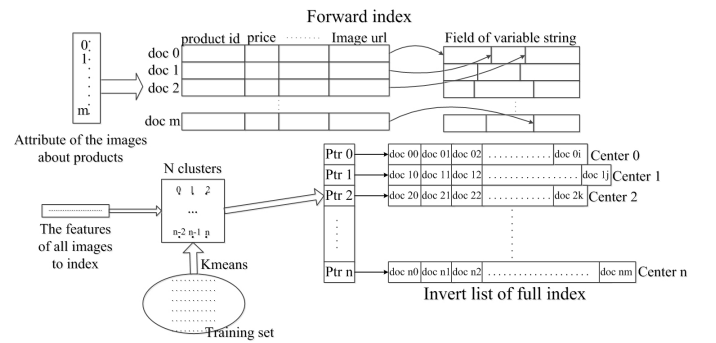 Forward index
product id price ........ Image url Field of variable string
0
1
m
doc 0
doc 1
doc 2
doc m
Attribute of the images
about products
N clusters
0 1 2
...
n-2 n-1 n
The features
of all images
to index
Kmeans
Training set
Ptr 0 doc 00 doc 01 doc 02 ............ doc 0i Center 0
Ptr 1 doc 10 doc 11 doc 12 ................ doc 1j Center 1
Ptr 2 doc 20 doc 21 doc 22 ............ doc 2k Center 2
Ptr n doc n0 doc n1 doc n2 .................... doc nm Center n
Invert list of full index